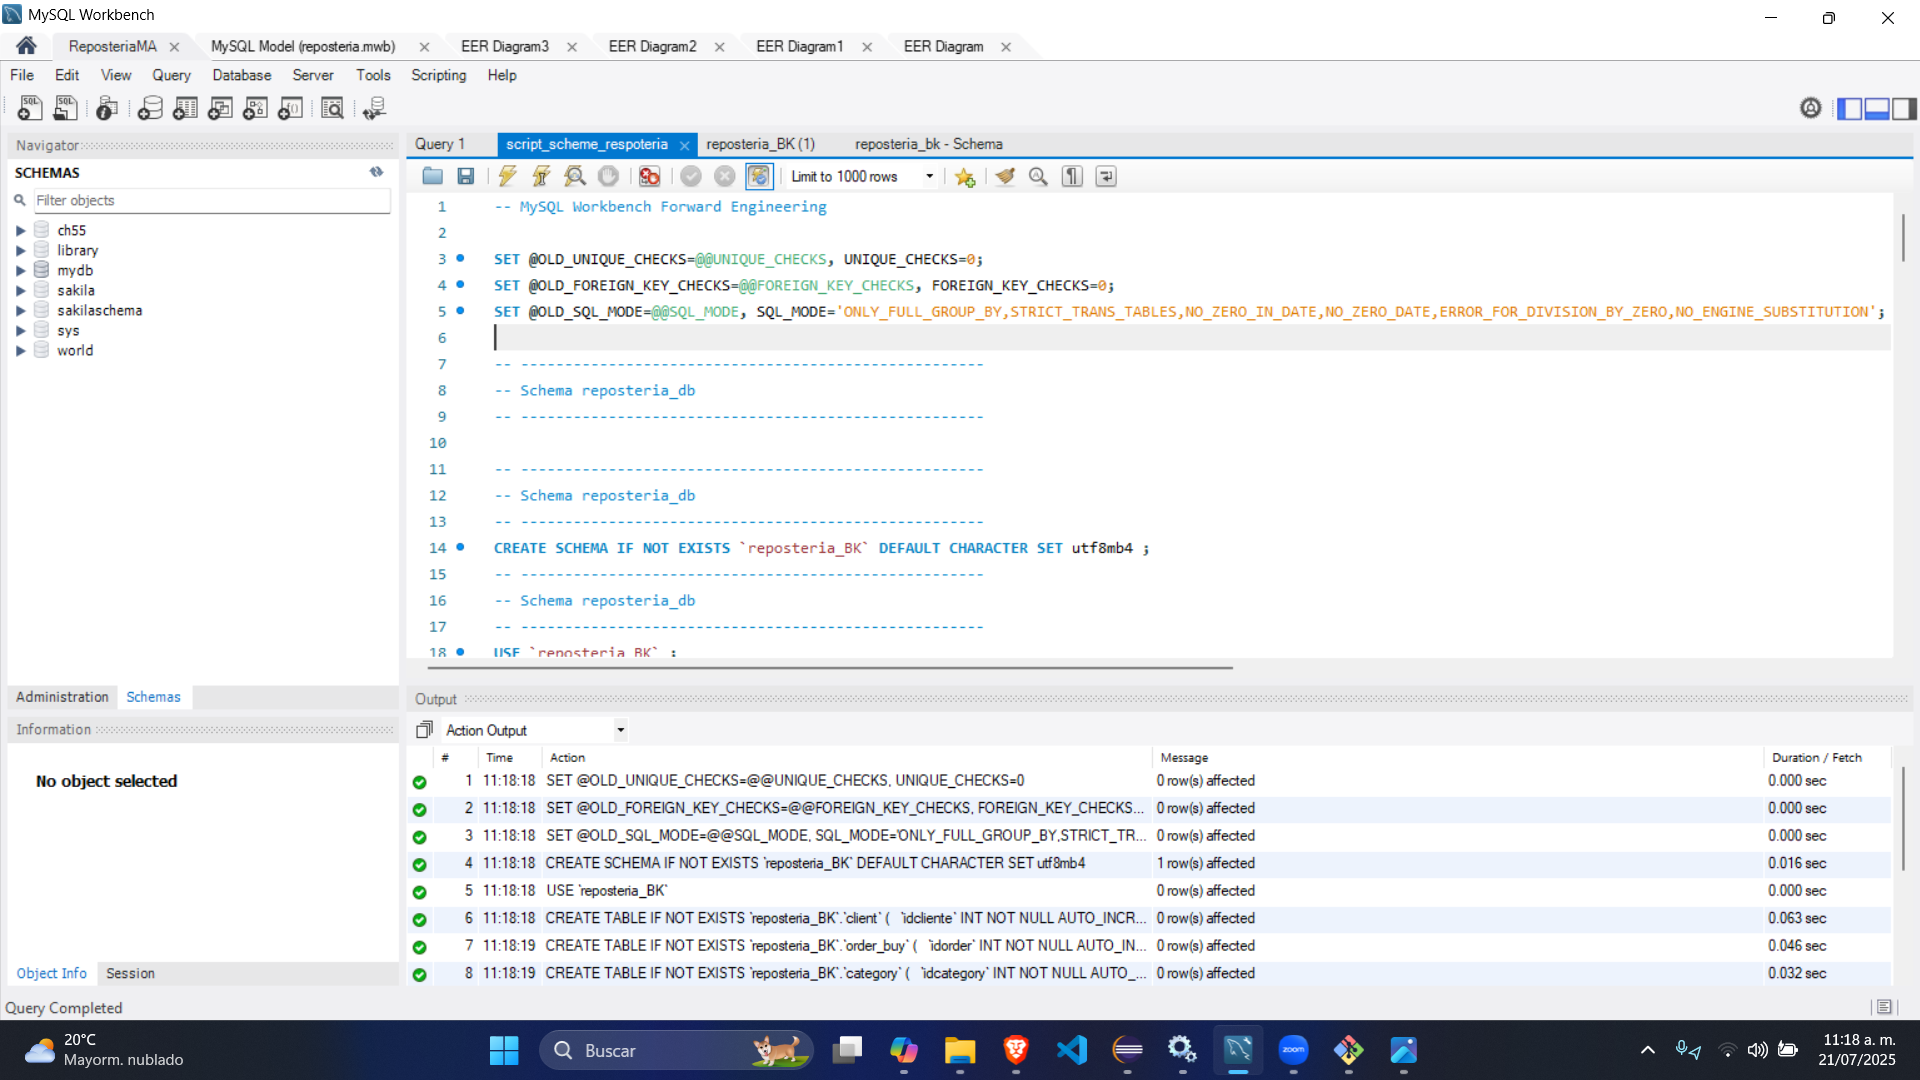 MySQL Workbench
ReposteriaMA
MySQL Model (reposteria.mwb)
EER Diagram3
EER Diagram2
EER Diagram1
EER Diagram
File Edit View Query Database Server Tools Scripting Help
Navigator
SCHEMAS
Filter objects
ch55
library
mydb
sakila
sakilaschema
sys
world
Administration Schemas
Information
No object selected
Object Info Session
Query 1
script_scheme_respoteria
reposteria_BK (1)
reposteria_bk - Schema
Limit to 1000 rows
1 -- MySQL Workbench Forward Engineering
2
3 SET @OLD_UNIQUE_CHECKS=@@UNIQUE_CHECKS, UNIQUE_CHECKS=0;
4 SET @OLD_FOREIGN_KEY_CHECKS=@@FOREIGN_KEY_CHECKS, FOREIGN_KEY_CHECKS=0;
5 SET @OLD_SQL_MODE=@@SQL_MODE, SQL_MODE='ONLY_FULL_GROUP_BY,STRICT_TRANS_TABLES,NO_ZERO_IN_DATE,NO_ZERO_DATE,ERROR_FOR_DIVISION_BY_ZERO,NO_ENGINE_SUBSTITUTION';
6
7 -- -----------------------------------------------------
8 -- Schema reposteria_db
9 -- -----------------------------------------------------
10
11 -- -----------------------------------------------------
12 -- Schema reposteria_db
13 -- -----------------------------------------------------
14 CREATE SCHEMA IF NOT EXISTS `reposteria_BK` DEFAULT CHARACTER SET utf8mb4 ;
15 -- -----------------------------------------------------
16 -- Schema reposteria_db
17 -- -----------------------------------------------------
18 USE `reposteria_BK` ;
Output
Action Output
# Time Action Message Duration / Fetch
1 11:18:18 SET @OLD_UNIQUE_CHECKS=@@UNIQUE_CHECKS, UNIQUE_CHECKS=0 0 row(s) affected 0.000 sec
2 11:18:18 SET @OLD_FOREIGN_KEY_CHECKS=@@FOREIGN_KEY_CHECKS, FOREIGN_KEY_CHECKS... 0 row(s) affected 0.000 sec
3 11:18:18 SET @OLD_SQL_MODE=@@SQL_MODE, SQL_MODE='ONLY_FULL_GROUP_BY,STRICT_TR... 0 row(s) affected 0.000 sec
4 11:18:18 CREATE SCHEMA IF NOT EXISTS `reposteria_BK` DEFAULT CHARACTER SET utf8mb4 1 row(s) affected 0.016 sec
5 11:18:18 USE `reposteria_BK` 0 row(s) affected 0.000 sec
6 11:18:18 CREATE TABLE IF NOT EXISTS `reposteria_BK`.`client` ( `idcliente` INT NOT NULL AUTO_INCR... 0 row(s) affected 0.063 sec
7 11:18:19 CREATE TABLE IF NOT EXISTS `reposteria_BK`.`order_buy` ( `idorder` INT NOT NULL AUTO_IN... 0 row(s) affected 0.046 sec
8 11:18:19 CREATE TABLE IF NOT EXISTS `reposteria_BK`.`category` ( `idcategory` INT NOT NULL AUTO_... 0 row(s) affected 0.032 sec
Query Completed
20°C
Mayorm. nublado
Buscar
zoom
11:18 a. m.
21/07/2025